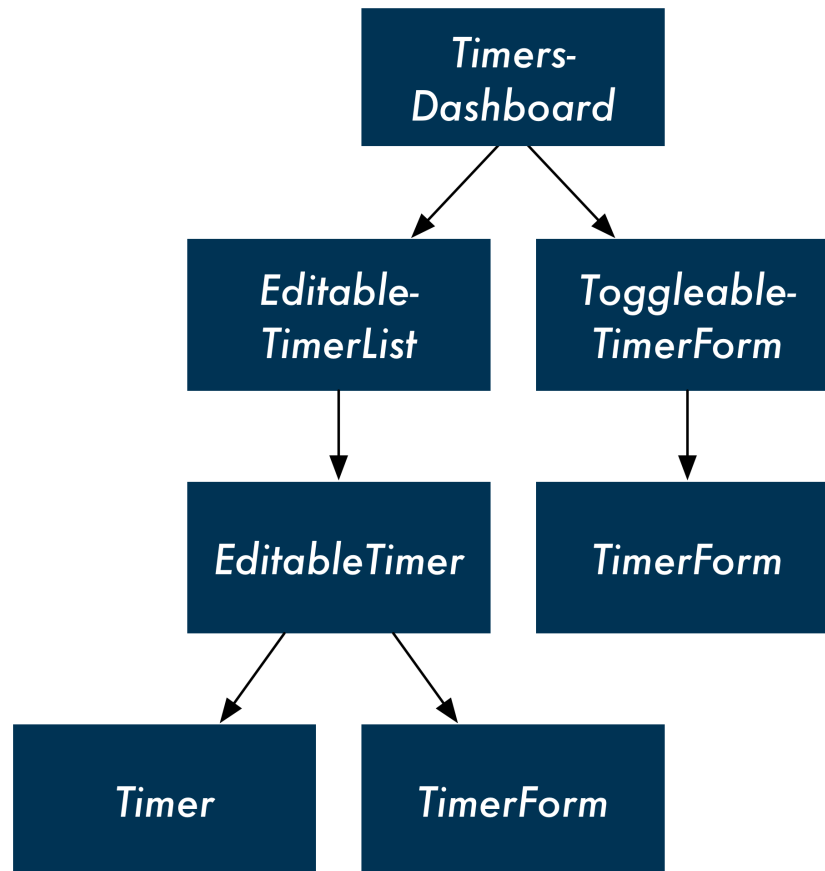 Timers-
Dashboard
Editable-
TimerList
Toggleable-
TimerForm
EditableTimer
TimerForm
Timer
TimerForm